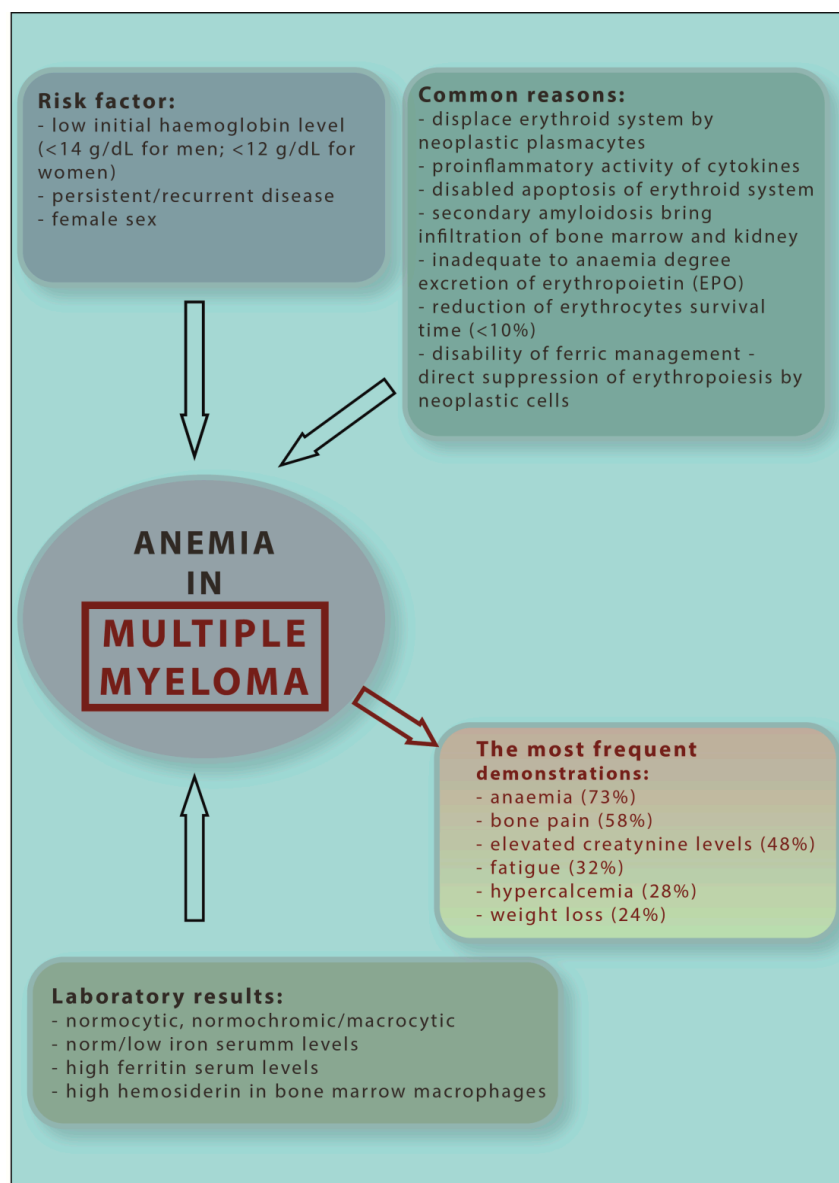 Risk factor:
- low initial haemoglobin level
(<14 g/dL for men; <12 g/dL for
women)
- persistent/recurrent disease
- female sex
Common reasons:
- displace erythroid system by
neoplastic plasmacytes
- proinflammatory activity of cytokines
- disabled apoptosis of erythroid system
- secondary amyloidosis bring
infiltration of bone marrow and kidney
- inadequate to anaemia degree
excretion of erythropoietin (EPO)
- reduction of erythrocytes survival
time (<10%)
- disability of ferric management -
direct suppression of erythropoiesis by
neoplastic cells
ANEMIA
IN
MULTIPLE
MYELOMA
The most frequent
demonstrations:
- anaemia (73%)
- bone pain (58%)
- elevated creatynine levels (48%)
- fatigue (32%)
- hypercalcemia (28%)
- weight loss (24%)
Laboratory results:
- normocytic, normochromic/macrocytic
- norm/low iron serumm levels
- high ferritin serum levels
- high hemosiderin in bone marrow macrophages